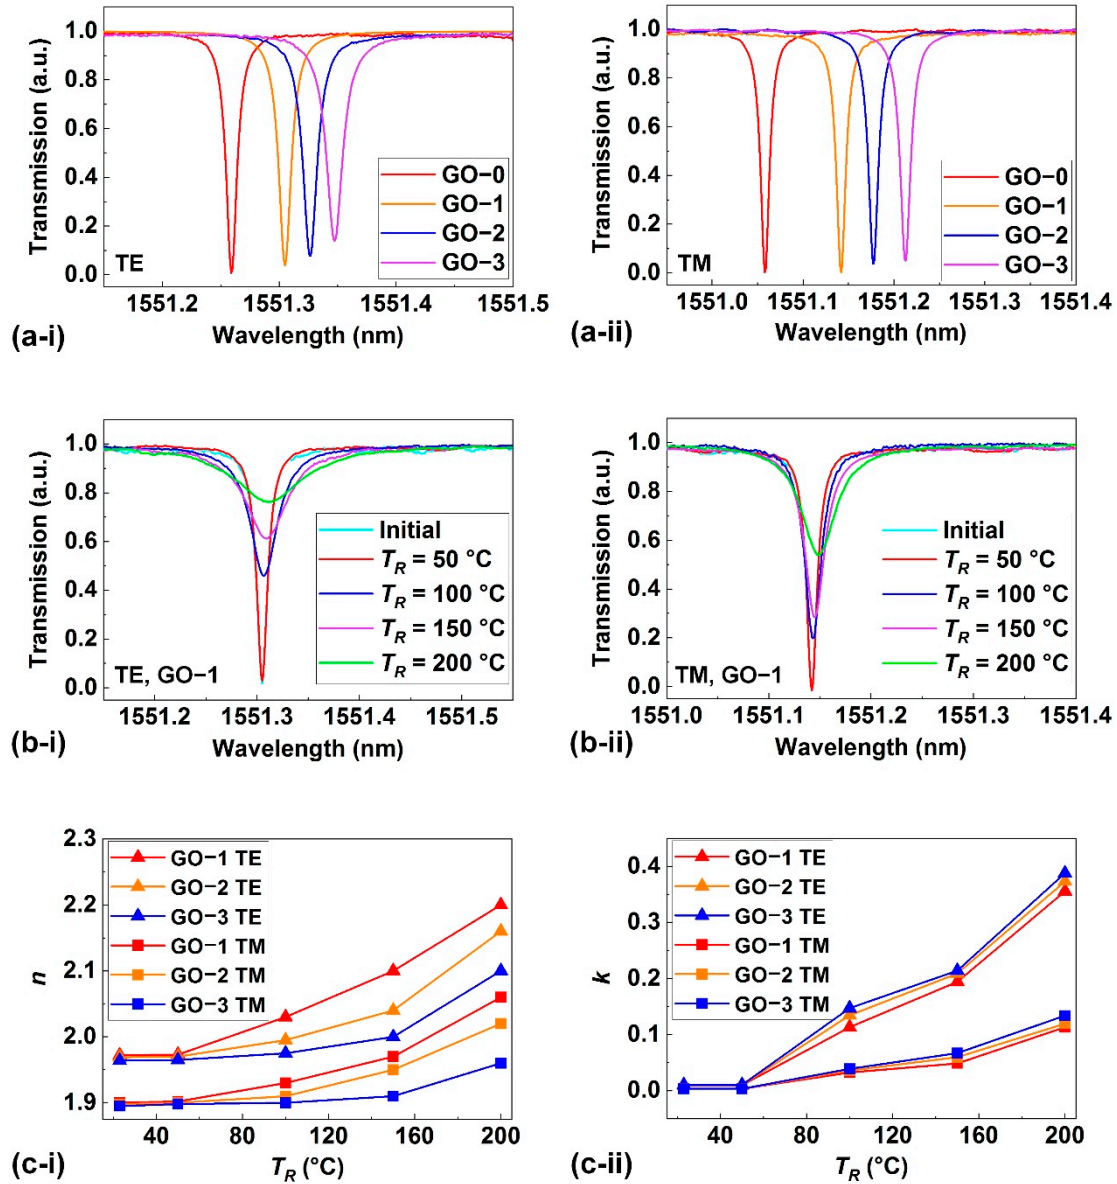 Transmission (a.u.)
1.0
0.8
0.6
0.4
0.2
0.0
GO−0
GO−1
GO−2
GO−3
TE
1551.2 1551.3 1551.4 1551.5
Wavelength (nm)
(a-i)
Transmission (a.u.)
1.0
0.8
0.6
0.4
0.2
0.0
GO−0
GO−1
GO−2
GO−3
TM
1551.0 1551.1 1551.2 1551.3 1551.4
Wavelength (nm)
(a-ii)
Transmission (a.u.)
1.0
0.8
0.6
0.4
0.2
0.0
Initial
T_R = 50 °C
T_R = 100 °C
T_R = 150 °C
T_R = 200 °C
TE, GO−1
1551.2 1551.3 1551.4 1551.5
Wavelength (nm)
(b-i)
Transmission (a.u.)
1.0
0.8
0.6
0.4
0.2
0.0
Initial
T_R = 50 °C
T_R = 100 °C
T_R = 150 °C
T_R = 200 °C
TM, GO−1
1551.0 1551.1 1551.2 1551.3 1551.4
Wavelength (nm)
(b-ii)
n
2.3
2.2
2.1
2.0
1.9
GO−1 TE
GO−2 TE
GO−3 TE
GO−1 TM
GO−2 TM
GO−3 TM
40 80 120 160 200
T_R (°C)
(c-i)
k
0.4
0.3
0.2
0.1
0.0
GO−1 TE
GO−2 TE
GO−3 TE
GO−1 TM
GO−2 TM
GO−3 TM
40 80 120 160 200
T_R (°C)
(c-ii)